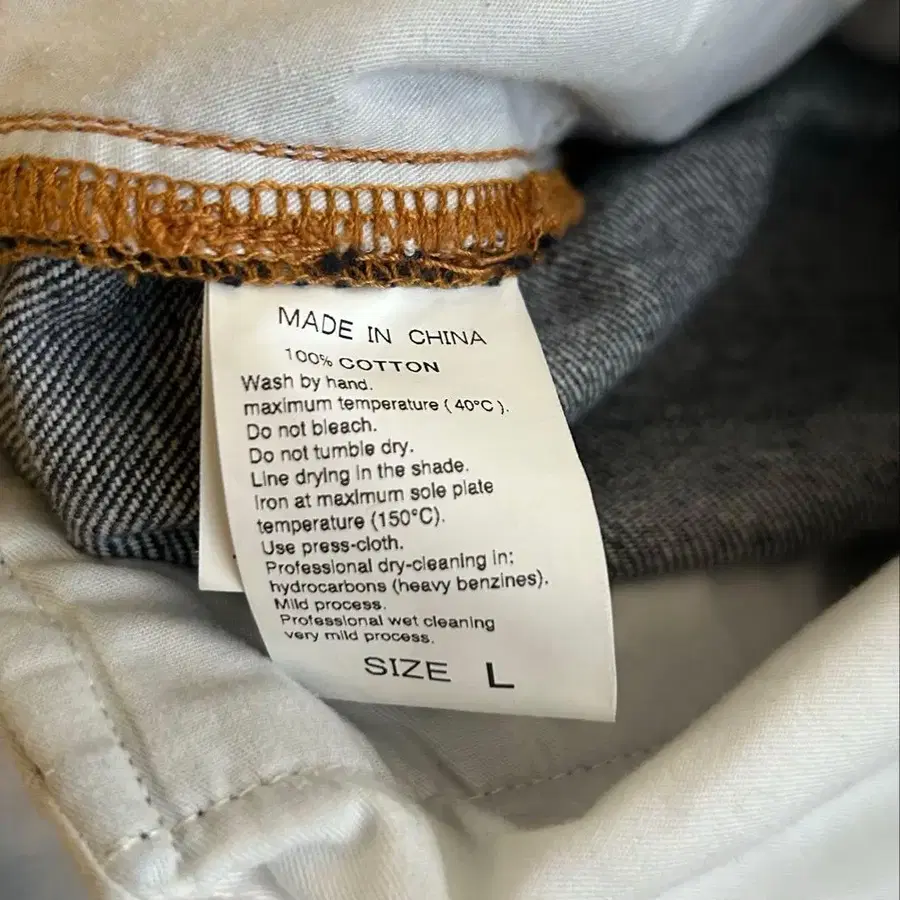 MADE IN CHINA
100% COTTON
Wash by hand.
maximum temperature ( 40°C ).
Do not bleach.
Do not tumble dry.
Line drying in the shade.
Iron at maximum sole plate
temperature (150°C).
Use press-cloth.
Professional dry-cleaning in:
hydrocarbons (heavy benzines).
Mild process.
Professional wet cleaning
very mild process.
SIZE L